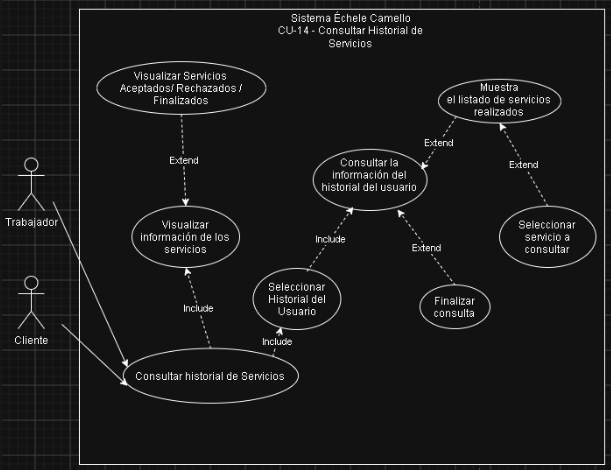 Sistema Échele Camello
CU-14 - Consultar Historial de
Servicios
Visualizar Servicios
Aceptados/ Rechazados /
Finalizados
Muestra
el listado de servicios
realizados
Extend
Extend
Extend
Consultar la
información del
historial del usuario
Trabajador
Visualizar
información de los
servicios
Seleccionar
servicio a
consultar
Include
Extend
Seleccionar
Historial del
Usuario
Finalizar
consulta
Include
Cliente
Include
Consultar historial de Servicios